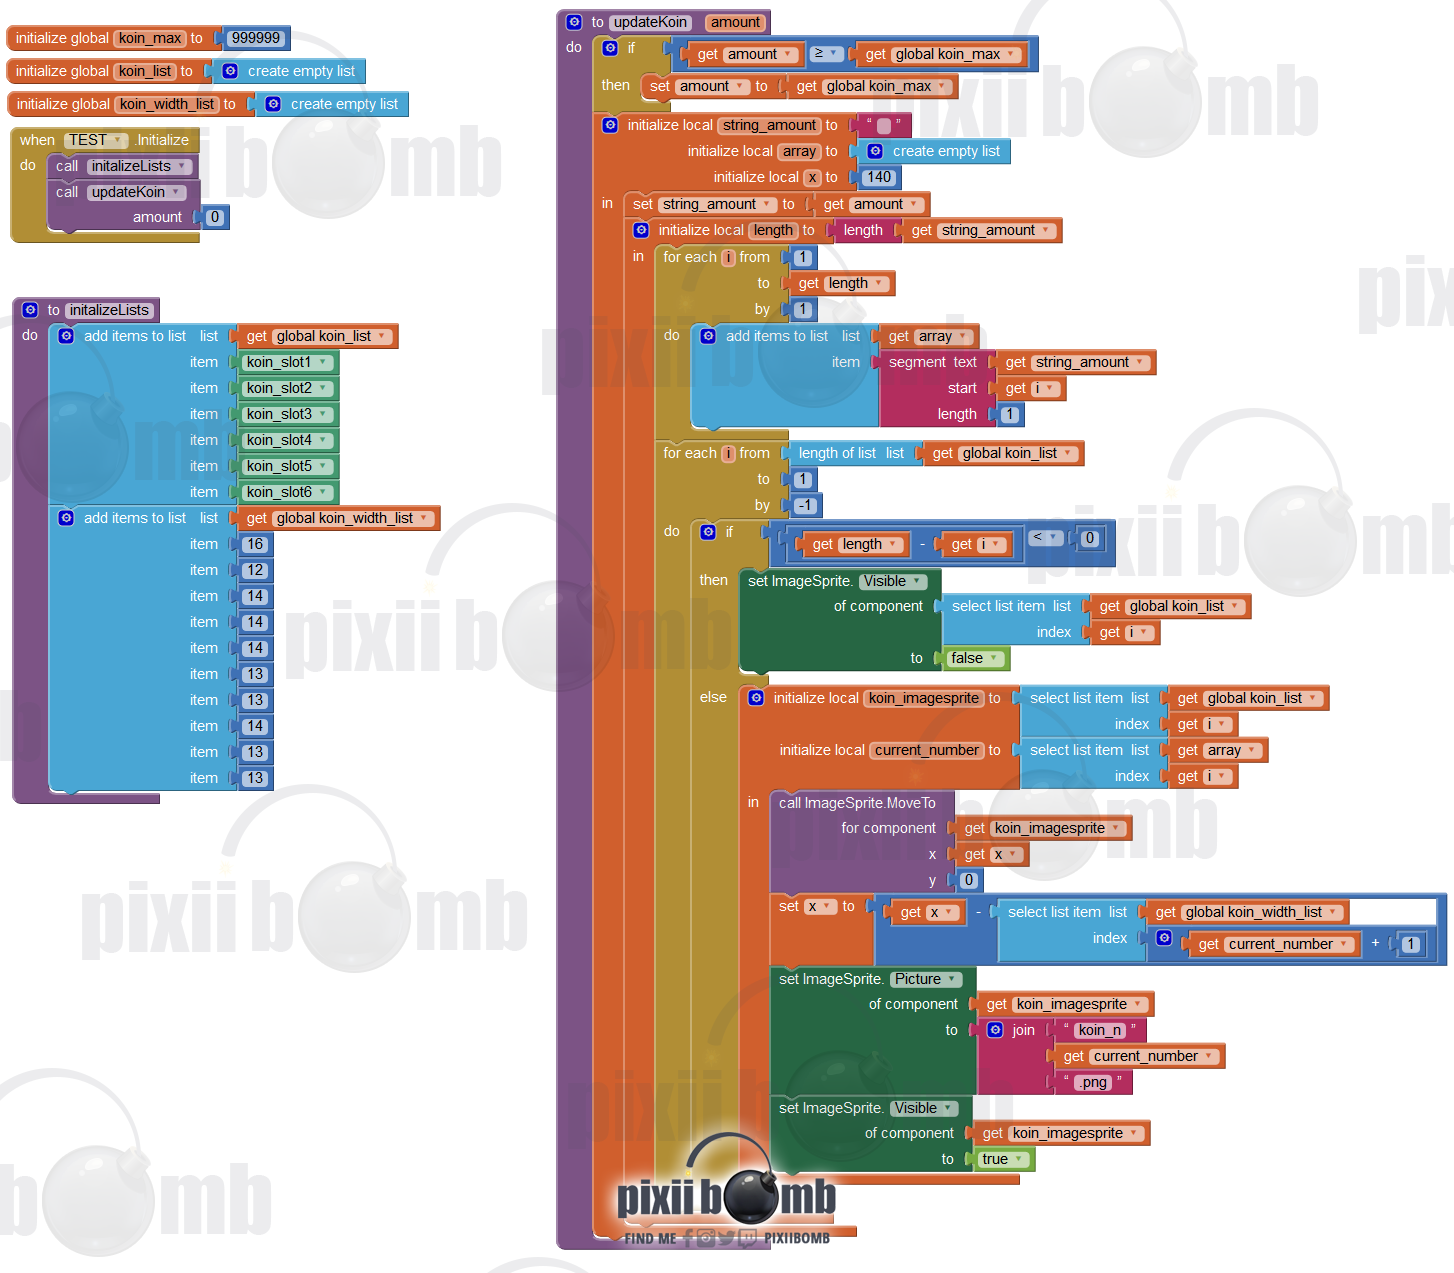 initialize global koin_max to 999999
initialize global koin_list to create empty list
initialize global koin_width_list to create empty list
when TEST .Initialize
do call initalizeLists
call updateKoin
amount 0
to initalizeLists
do add items to list list get global koin_list
item koin_slot1
item koin_slot2
item koin_slot3
item koin_slot4
item koin_slot5
item koin_slot6
add items to list list get global koin_width_list
item 16
item 12
item 14
item 14
item 14
item 13
item 13
item 14
item 13
item 13
to updateKoin amount
do if get amount ≥ get global koin_max
then set amount to get global koin_max
initialize local string_amount to “ ”
initialize local array to create empty list
initialize local x to 140
in set string_amount to get amount
initialize local length to length get string_amount
in for each i from 1
to get length
by 1
do add items to list list get array
item segment text get string_amount
start get i
length 1
for each i from length of list list get global koin_list
to 1
by -1
do if get length - get i < 0
then set ImageSprite. Visible
of component select list item list get global koin_list
index get i
to false
else initialize local koin_imagesprite to select list item list get global koin_list
index get i
initialize local current_number to select list item list get array
index get i
in call ImageSprite.MoveTo
for component get koin_imagesprite
x get x
y 0
set x to get x - select list item list get global koin_width_list
index get current_number + 1
set ImageSprite. Picture
of component get koin_imagesprite
to join “ koin_n ”
get current_number
“ .png ”
set ImageSprite. Visible
of component get koin_imagesprite
to true
pixii bomb
FIND ME PIXIIBOMB